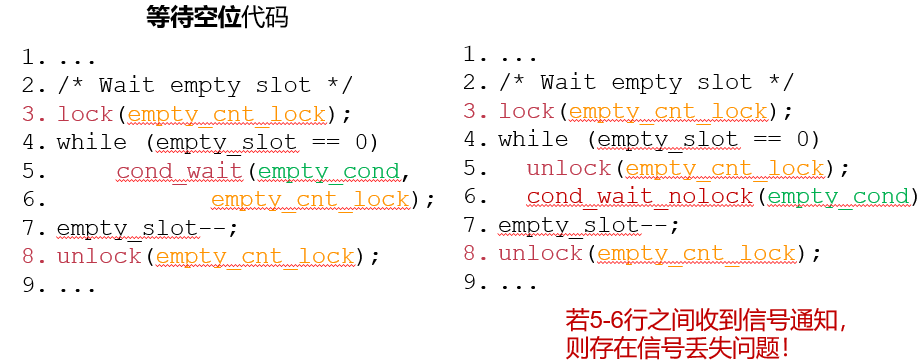 等待空位代码
1. ...
2. /* Wait empty slot */
3. lock(empty_cnt_lock);
4. while (empty_slot == 0)
5. cond_wait(empty_cond,
6. empty_cnt_lock);
7. empty_slot--;
8. unlock(empty_cnt_lock);
9. ...
1. ...
2. /* Wait empty slot */
3. lock(empty_cnt_lock);
4. while (empty_slot == 0)
5. unlock(empty_cnt_lock);
6. cond_wait_nolock(empty_cond)
7. empty_slot--;
8. unlock(empty_cnt_lock);
9. ...
若5-6行之间收到信号通知,
则存在信号丢失问题!